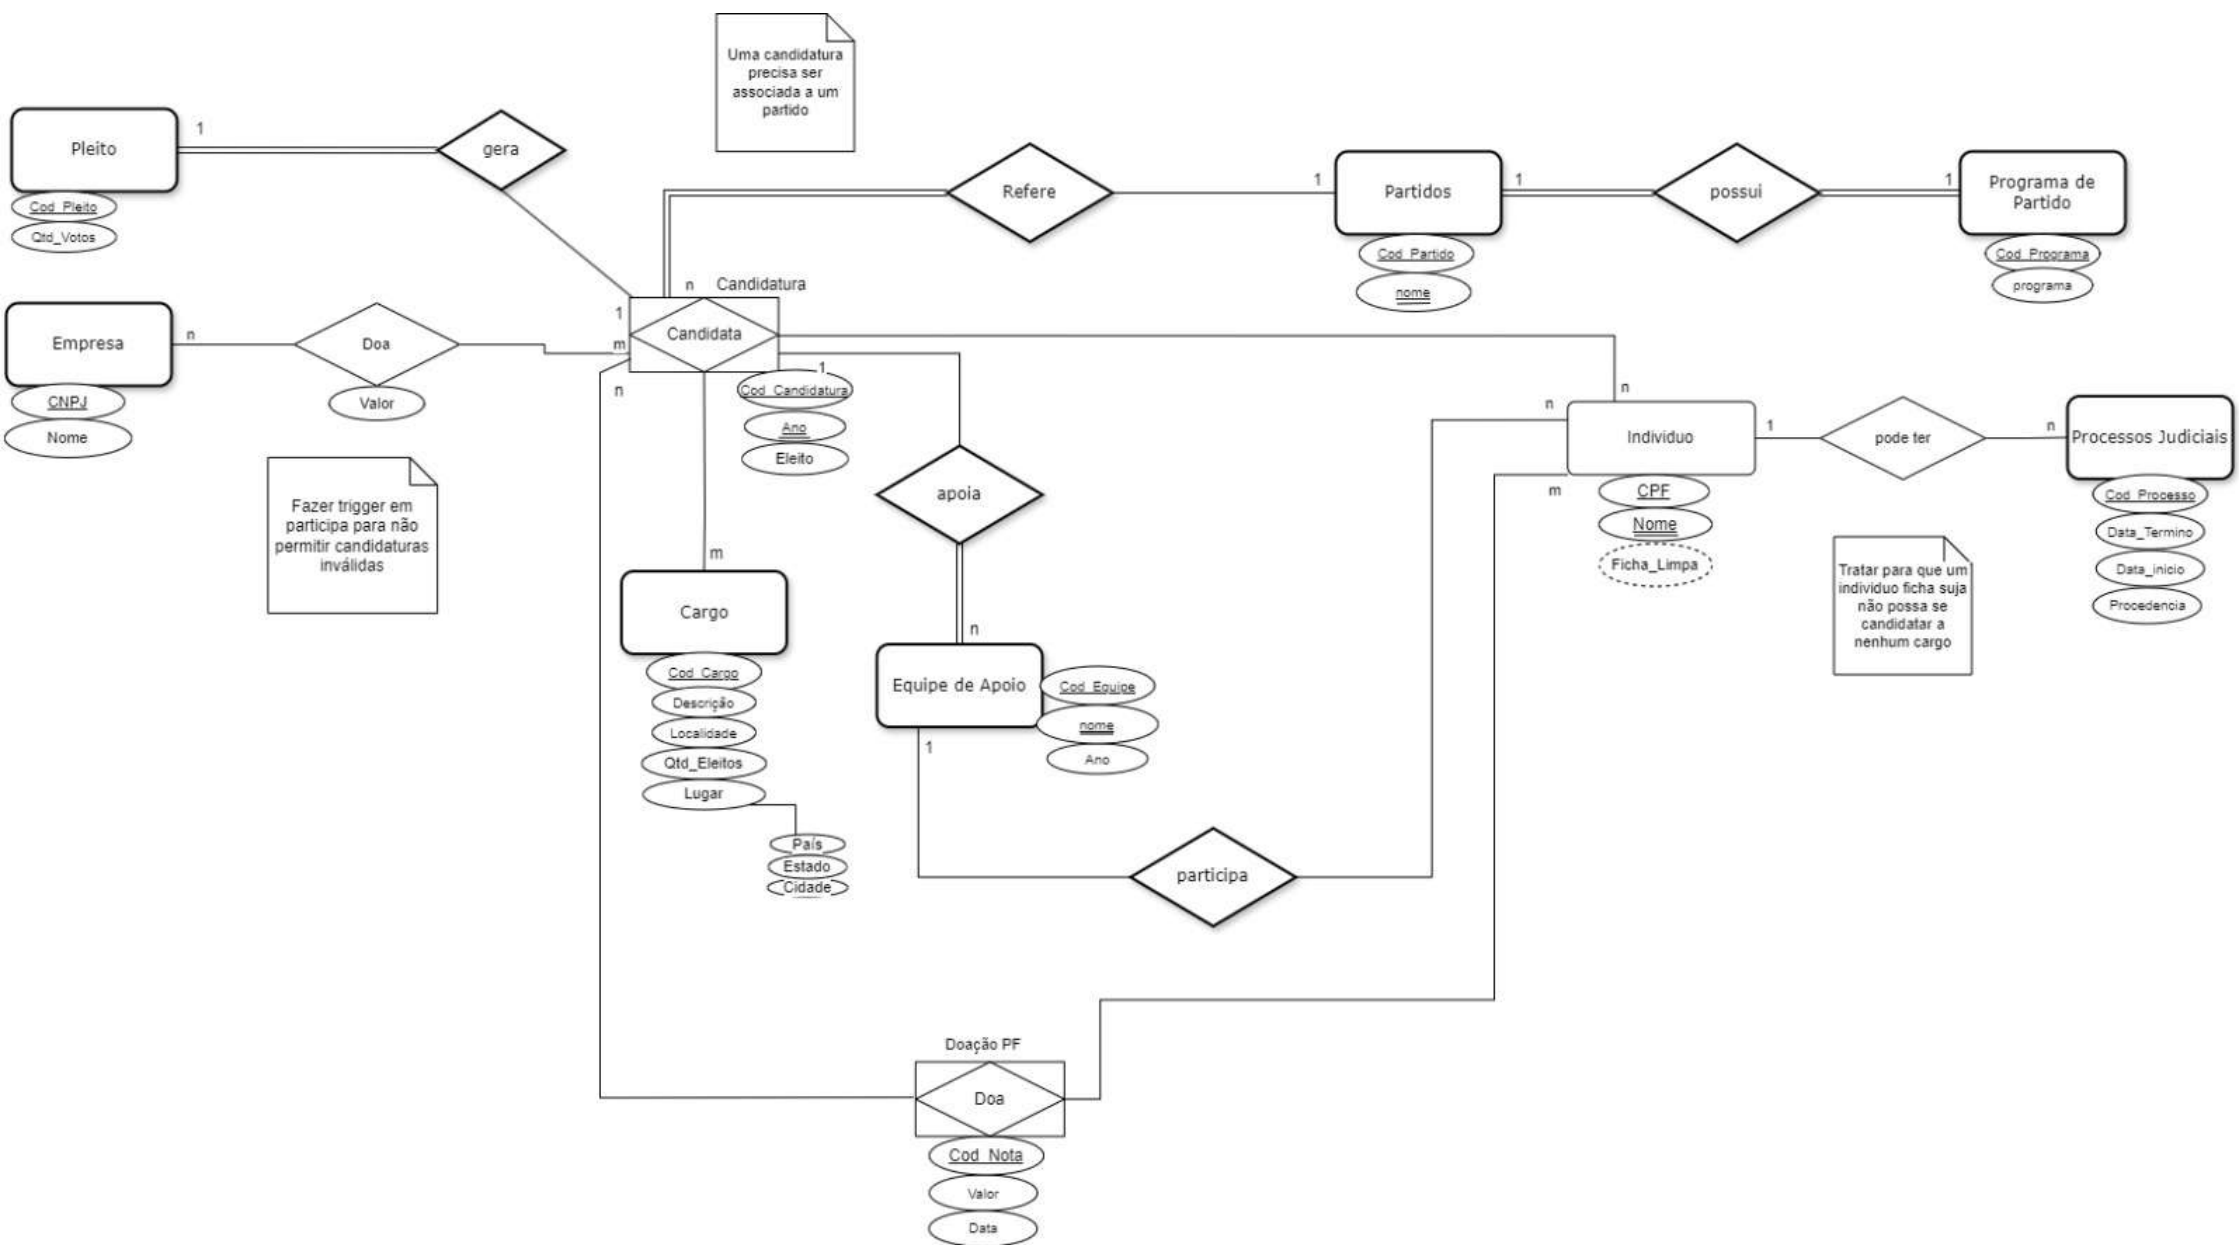 Uma candidatura
precisa ser
associada a um
partido
Pleito
1
gera
Cod_Pleito
Qtd_Votos
Refere
1
Partidos
1
possui
1
Programa de
Partido
Cod_Partido
nome
Cod_Programa
programa
n
Candidatura
Empresa
n
Doa
1
m
n
Candidata
CNPJ
Nome
Valor
1
Cod_Candidatura
Ano
Eleito
n
n
m
Individuo
1
pode ter
n
Processos Judiciais
CPF
Nome
Ficha_Limpa
Cod_Processo
Data_Termino
Data_inicio
Procedencia
Fazer trigger em
participa para não
permitir candidaturas
inválidas
apoia
Tratar para que um
individuo ficha suja
não possa se
candidatar a
nenhum cargo
m
Cargo
Cod_Cargo
Descrição
Localidade
Qtd_Eleitos
Lugar
País
Estado
Cidade
n
Equipe de Apoio
Cod_Equipe
nome
Ano
1
participa
Doação PF
Doa
Cod_Nota
Valor
Data